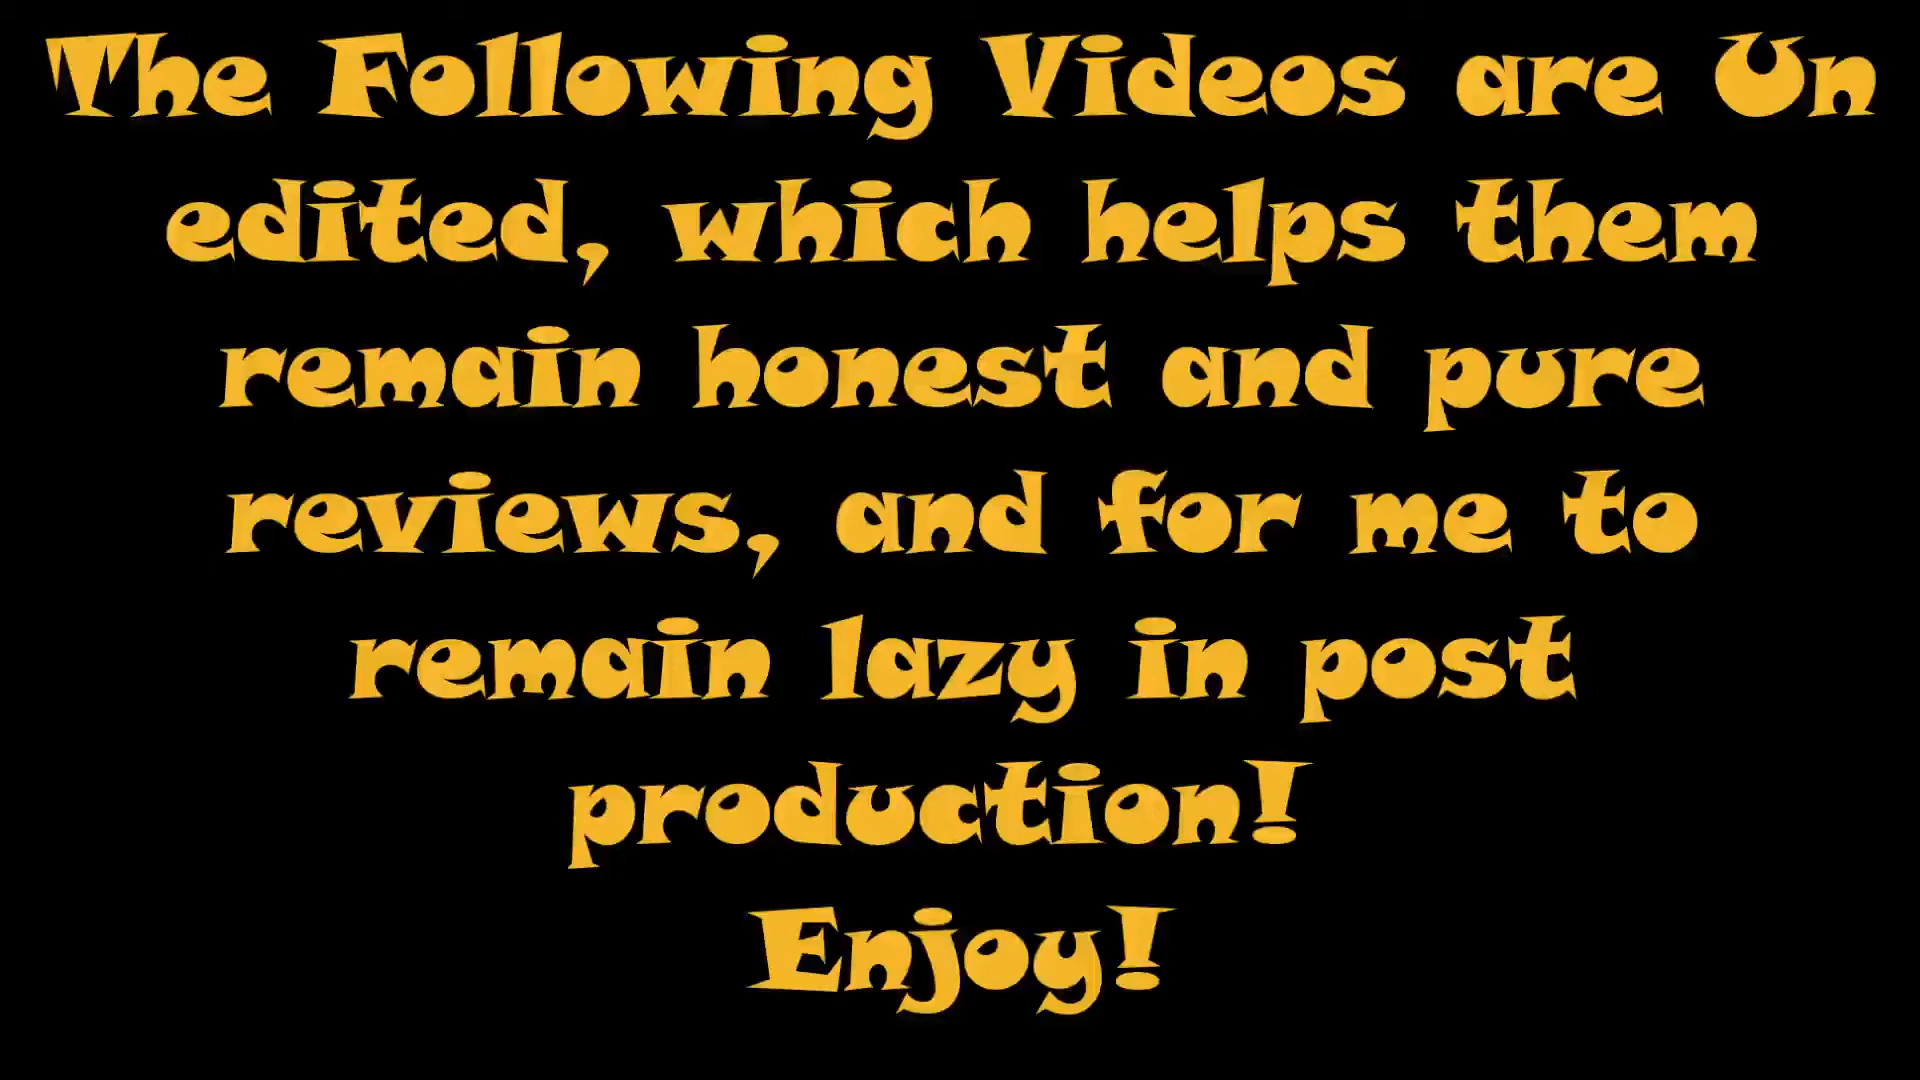 The Following Videos are Un
edited, which helps them
remain honest and pure
reviews, and for me to
remain lazy in post
production!
Enjoy!